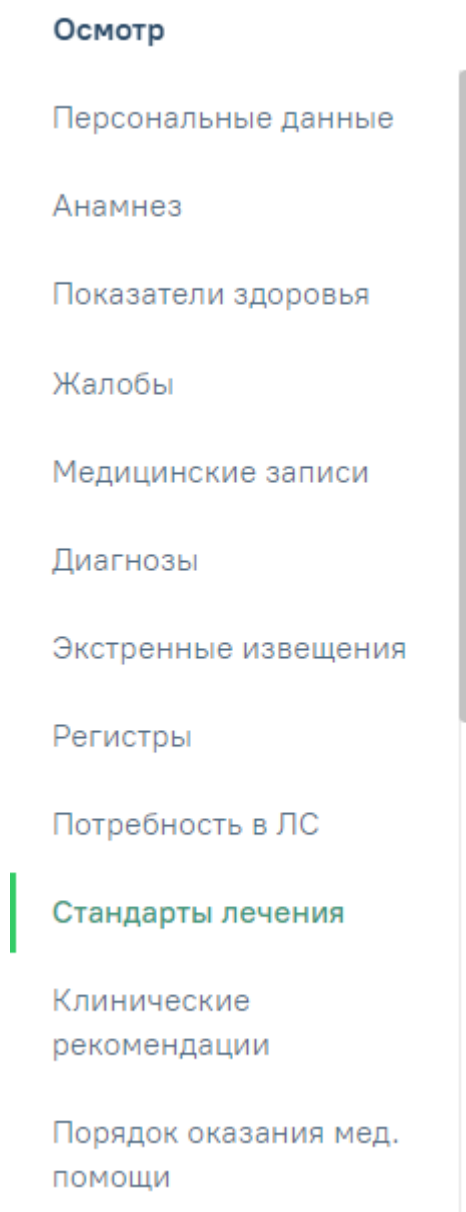 Осмотр
Персональные данные
Анамнез
Показатели здоровья
Жалобы
Медицинские записи
Диагнозы
Экстренные извещения
Регистры
Потребность в ЛС
Стандарты лечения
Клинические
рекомендации
Порядок оказания мед.
помощи